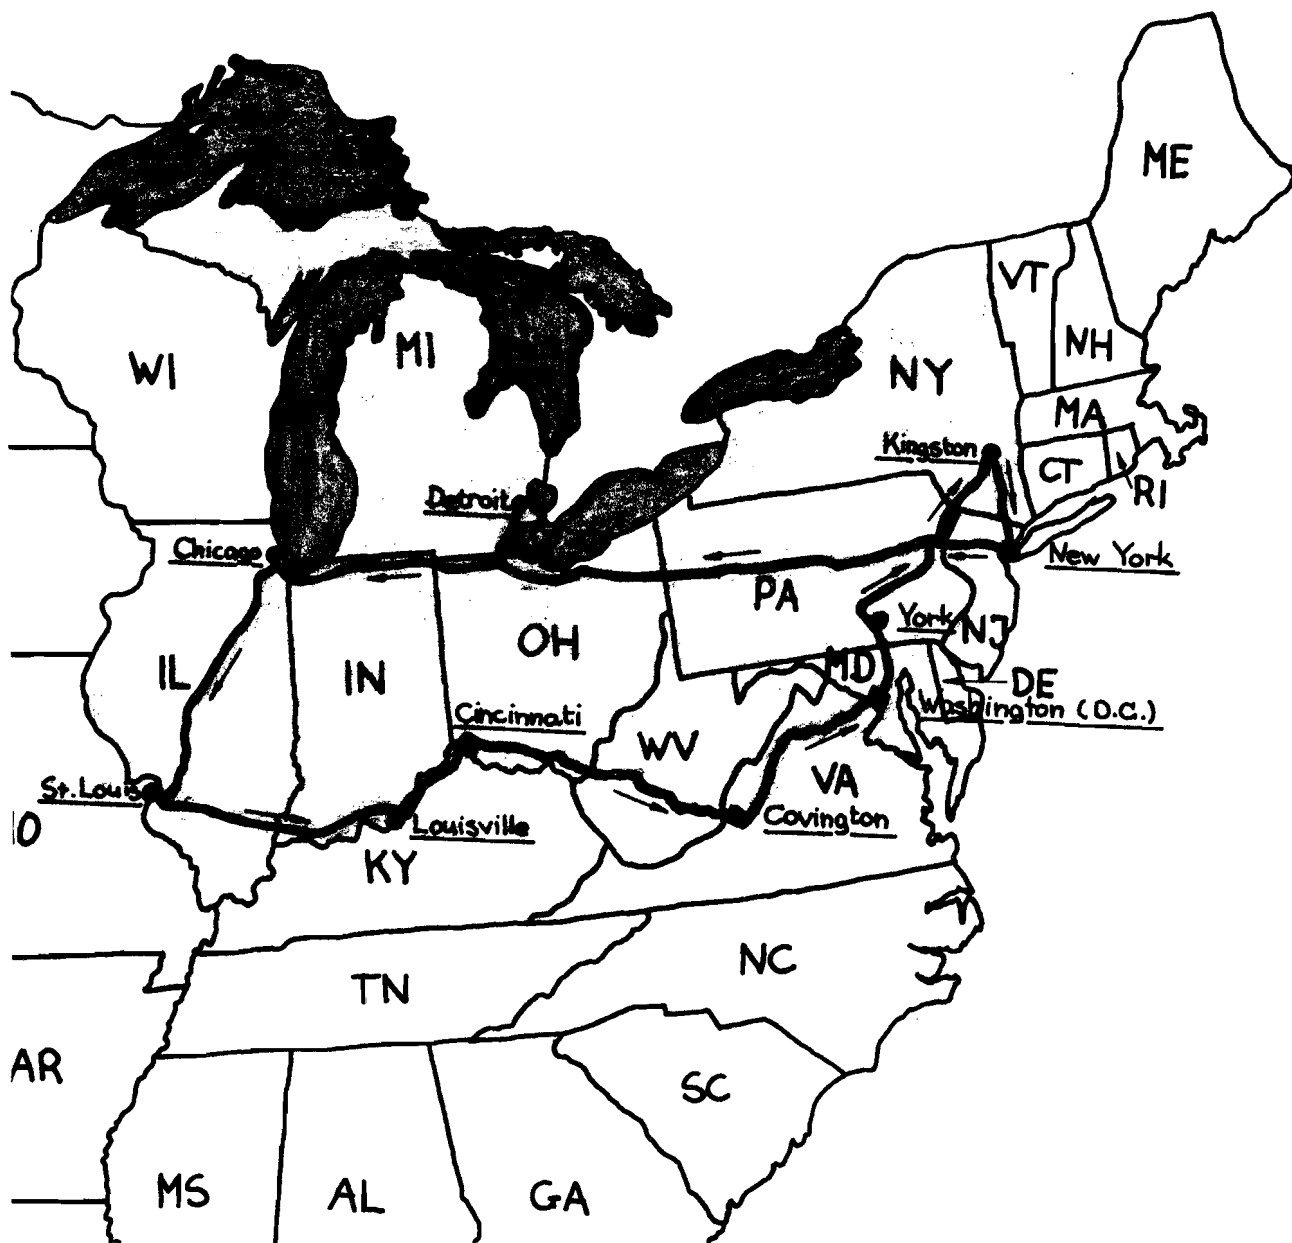 ME
VT
WI
MI
NH
NY
MA
Kingston
CT
RI
Detroit
Chicago
New York
PA
York
NJ
OH
IL
IN
MD
DE
Washington (D.C.)
Cincinnati
WV
VA
St. Louis
Covington
Louisville
O
KY
NC
TN
AR
SC
MS
AL
GA